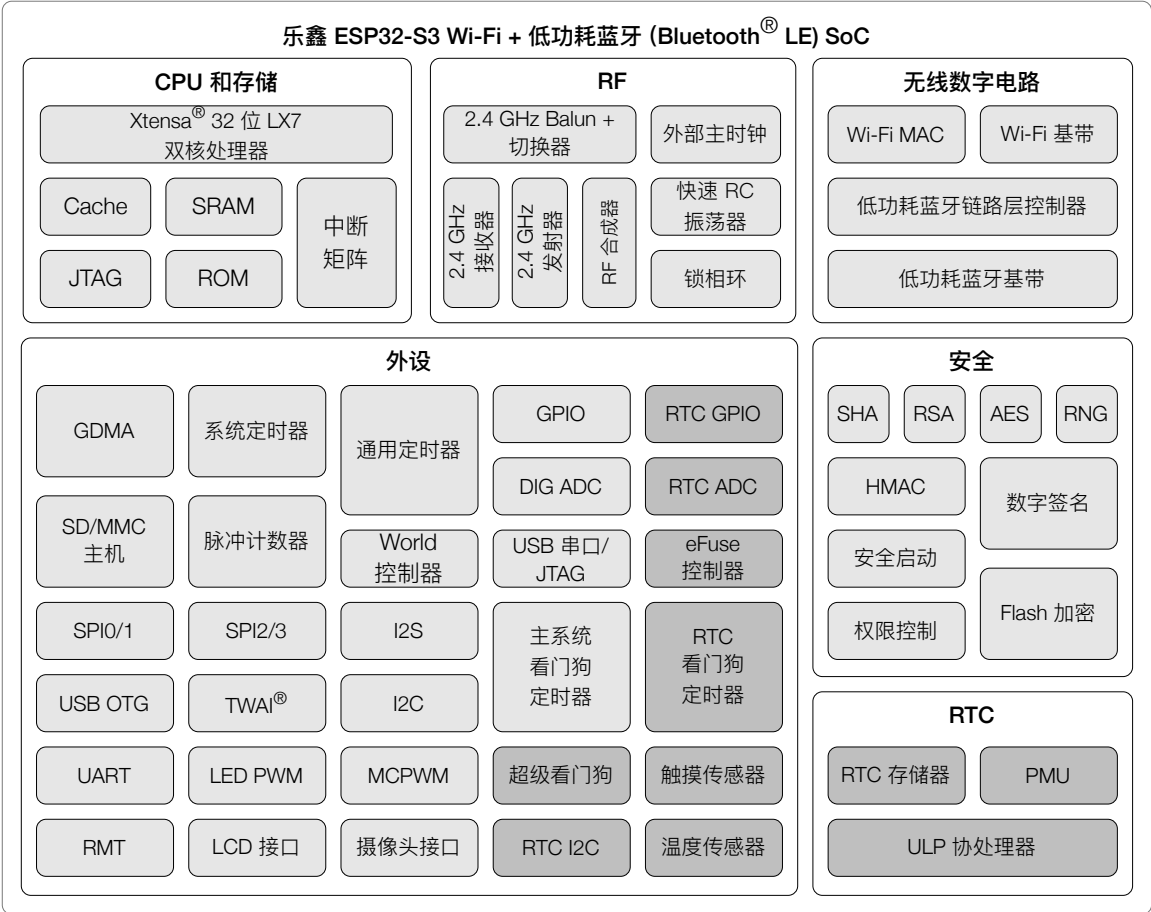 乐鑫 ESP32-S3 Wi-Fi + 低功耗蓝牙 (Bluetooth® LE) SoC
CPU 和存储
Xtensa® 32 位 LX7
双核处理器
Cache
SRAM
中断
矩阵
JTAG
ROM
RF
2.4 GHz Balun +
切换器
外部主时钟
2.4 GHz
接收器
2.4 GHz
发射器
RF 合成器
快速 RC
振荡器
锁相环
无线数字电路
Wi-Fi MAC
Wi-Fi 基带
低功耗蓝牙链路层控制器
低功耗蓝牙基带
外设
GDMA
系统定时器
通用定时器
GPIO
RTC GPIO
DIG ADC
RTC ADC
SD/MMC
主机
脉冲计数器
World
控制器
USB 串口/
JTAG
eFuse
控制器
SPI0/1
SPI2/3
I2S
主系统
看门狗
定时器
RTC
看门狗
定时器
USB OTG
TWAI®
I2C
UART
LED PWM
MCPWM
超级看门狗
触摸传感器
RMT
LCD 接口
摄像头接口
RTC I2C
温度传感器
安全
SHA
RSA
AES
RNG
HMAC
数字签名
安全启动
Flash 加密
权限控制
RTC
RTC 存储器
PMU
ULP 协处理器